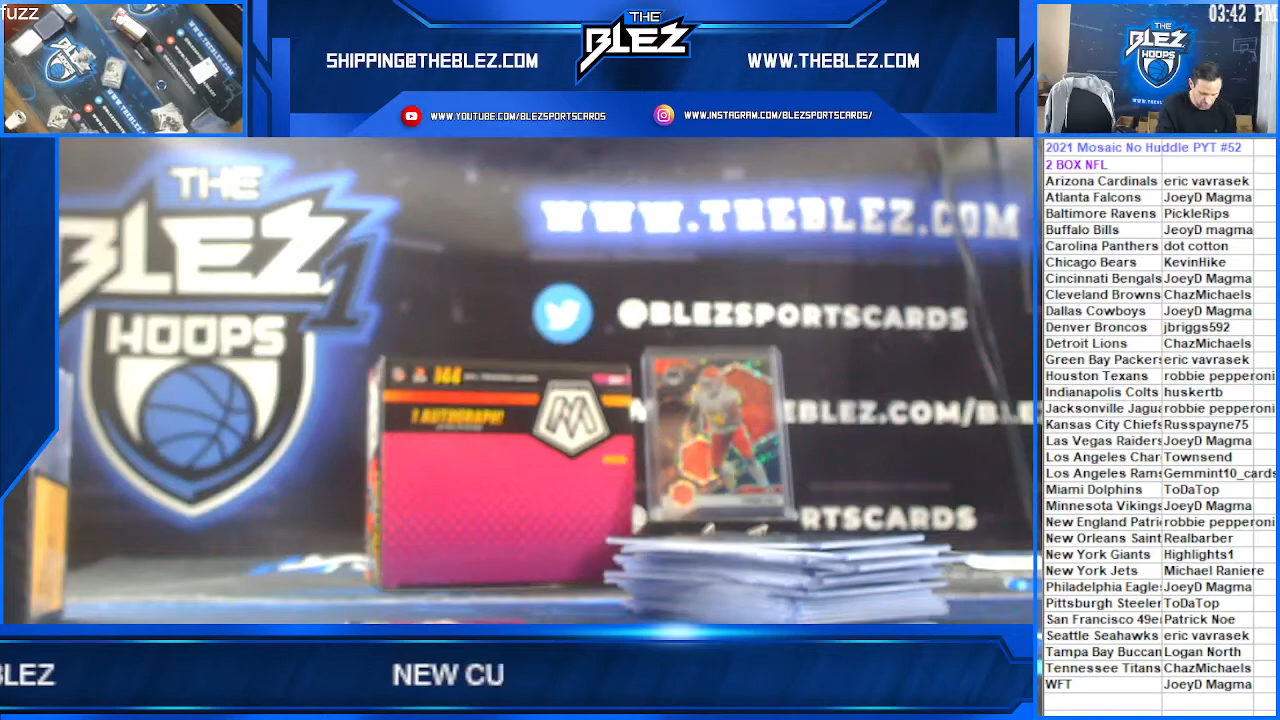 fuzz
THE
BLEZ
SHIPPING@THEBLEZ.COM
WWW.THEBLEZ.COM
WWW.YOUTUBE.COM/BLEZSPORTSCARDS
WWW.INSTAGRAM.COM/BLEZSPORTSCARDS/
03:42 PM
THE
BLEZ
HOOPS
THE
BLEZ
1
HOOPS
WWW.THEBLEZ.COM
@BLEZSPORTSCARDS
144
1 AUTOGRAPH!
EBLEZ.COM/BLE
RTSCARDS
2021 Mosaic No Huddle PYT #52
2 BOX NFL
Arizona Cardinals eric vavrasek
Atlanta Falcons JoeyD Magma
Baltimore Ravens PickleRips
Buffalo Bills JeoyD magma
Carolina Panthers dot cotton
Chicago Bears KevinHike
Cincinnati Bengals JoeyD Magma
Cleveland Browns ChazMichaels
Dallas Cowboys JoeyD Magma
Denver Broncos jbriggs592
Detroit Lions ChazMichaels
Green Bay Packers eric vavrasek
Houston Texans robbie pepperoni
Indianapolis Colts huskertb
Jacksonville Jagua robbie pepperoni
Kansas City Chiefs Russpayne75
Las Vegas Raiders JoeyD Magma
Los Angeles Char Townsend
Los Angeles Rams Gemmint10_cards
Miami Dolphins ToDaTop
Minnesota Vikings JoeyD Magma
New England Patri robbie pepperoni
New Orleans Saint Realbarber
New York Giants Highlights1
New York Jets Michael Raniere
Philadelphia Eagle JoeyD Magma
Pittsburgh Steeler ToDaTop
San Francisco 49e Patrick Noe
Seattle Seahawks eric vavrasek
Tampa Bay Buccan Logan North
Tennessee Titans ChazMichaels
WFT JoeyD Magma
BLEZ
NEW CU